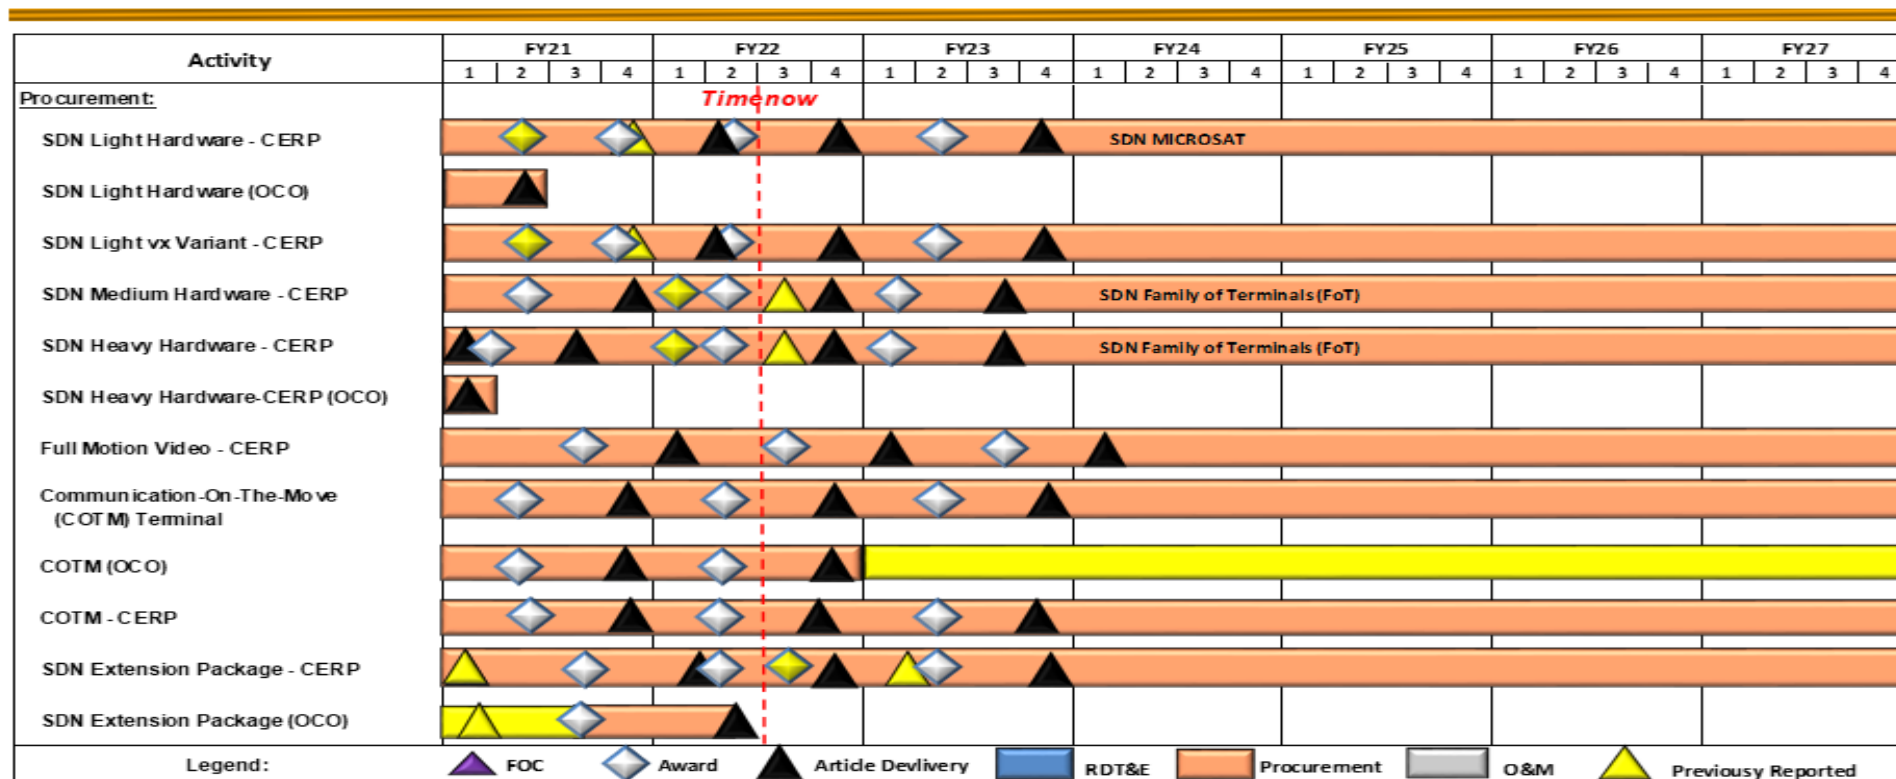 Activity FY21 FY22 FY23 FY24 FY25 FY26 FY27
1 2 3 4 1 2 3 4 1 2 3 4 1 2 3 4 1 2 3 4 1 2 3 4 1 2 3 4
Procurement: Time now
SDN Light Hardware - CERP SDN MICROSAT
SDN Light Hardware (OCO)
SDN Light vx Variant - CERP
SDN Medium Hardware - CERP SDN Family of Terminals (FoT)
SDN Heavy Hardware - CERP SDN Family of Terminals (FoT)
SDN Heavy Hardware-CERP (OCO)
Full Motion Video - CERP
Communication-On-The-Move
(COTM) Terminal
COTM (OCO)
COTM - CERP
SDN Extension Package - CERP
SDN Extension Package (OCO)
Legend: FOC Award Article Devlivery RDT&E Procurement O&M Previousy Reported